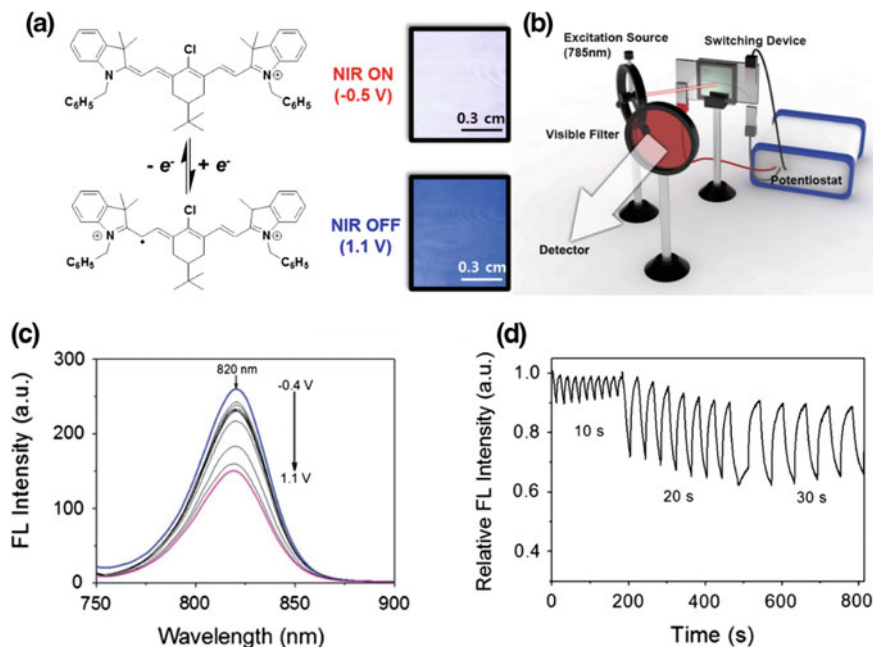 (a)
Cl
N
N⊕
C6H5
C6H5
- e- + e-
Cl
⊕N
N⊕
C6H5
C6H5
NIR ON
(-0.5 V)
0.3 cm
NIR OFF
(1.1 V)
0.3 cm
(b)
Excitation Source
(785nm)
Switching Device
Visible Filter
Potentiostat
Detector
(c)
FL Intensity (a.u.)
300
200
100
0
820 nm
-0.4 V
1.1 V
750 800 850 900
Wavelength (nm)
(d)
Relative FL Intensity (a.u.)
1.0
0.8
0.6
0.4
10 s
20 s
30 s
0 200 400 600 800
Time (s)